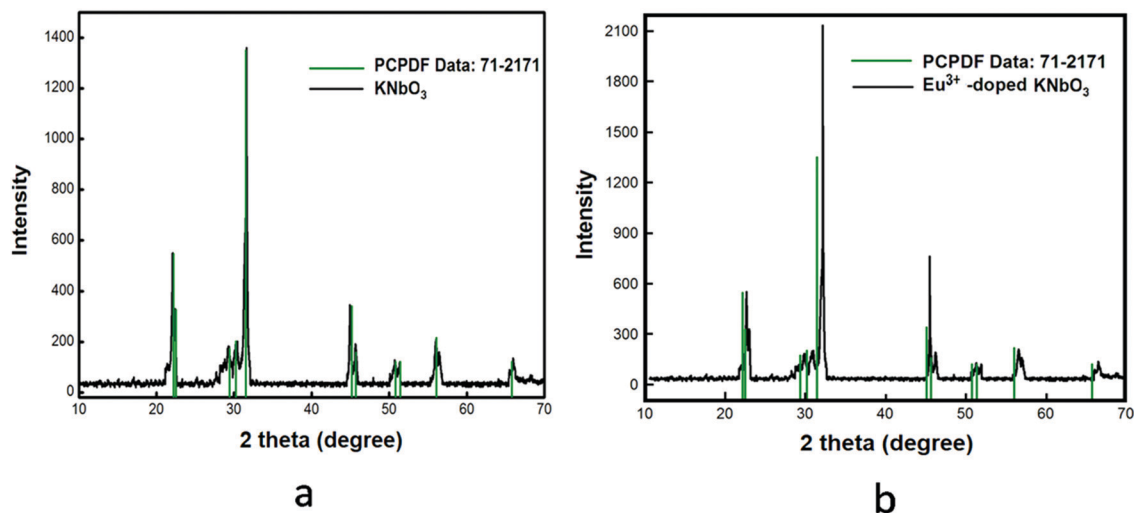 1400
1200
1000
800
600
400
200
0
10 20 30 40 50 60 70
Intensity
2 theta (degree)
PCPDF Data: 71-2171
KNbO₃
a
2100
1800
1500
1200
900
600
300
0
10 20 30 40 50 60 70
Intensity
2 theta (degree)
PCPDF Data: 71-2171
Eu³⁺ -doped KNbO₃
b